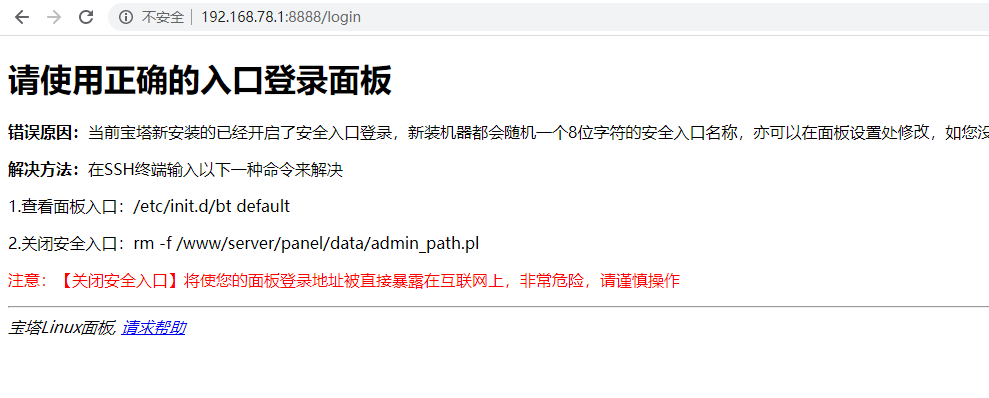 不安全 192.168.78.1:8888/login
请使用正确的入口登录面板
错误原因：当前宝塔新安装的已经开启了安全入口登录，新装机器都会随机一个8位字符的安全入口名称，亦可以在面板设置处修改，如您没
解决方法：在SSH终端输入以下一种命令来解决
1.查看面板入口：/etc/init.d/bt default
2.关闭安全入口：rm -f /www/server/panel/data/admin_path.pl
注意：【关闭安全入口】将使您的面板登录地址被直接暴露在互联网上，非常危险，请谨慎操作
宝塔Linux面板, 请求帮助